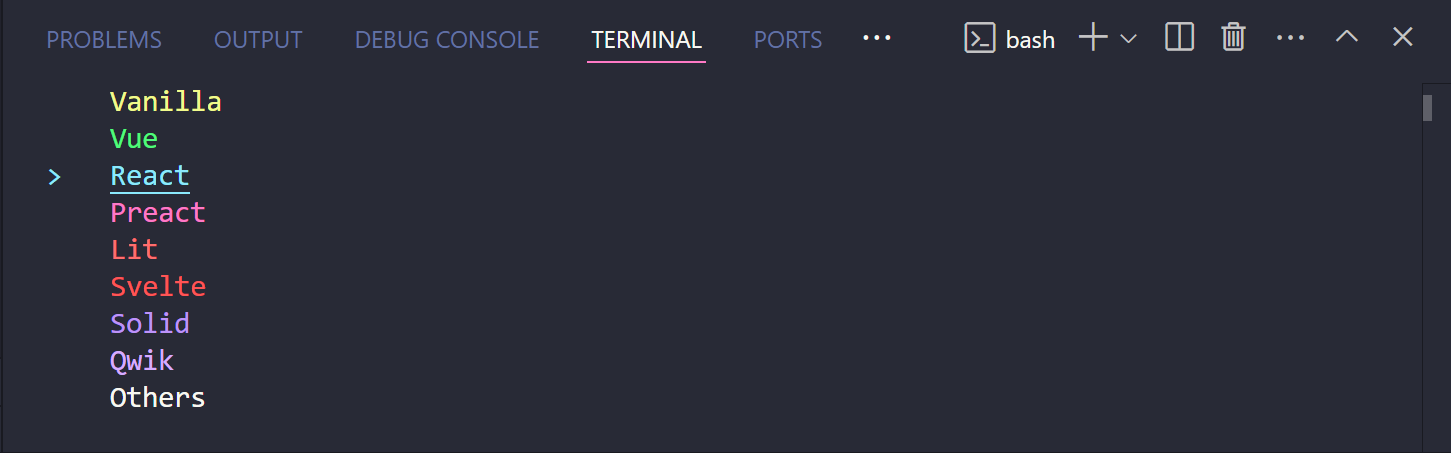 PROBLEMS OUTPUT DEBUG CONSOLE TERMINAL PORTS ··· bash
Vanilla
Vue
> React
Preact
Lit
Svelte
Solid
Qwik
Others